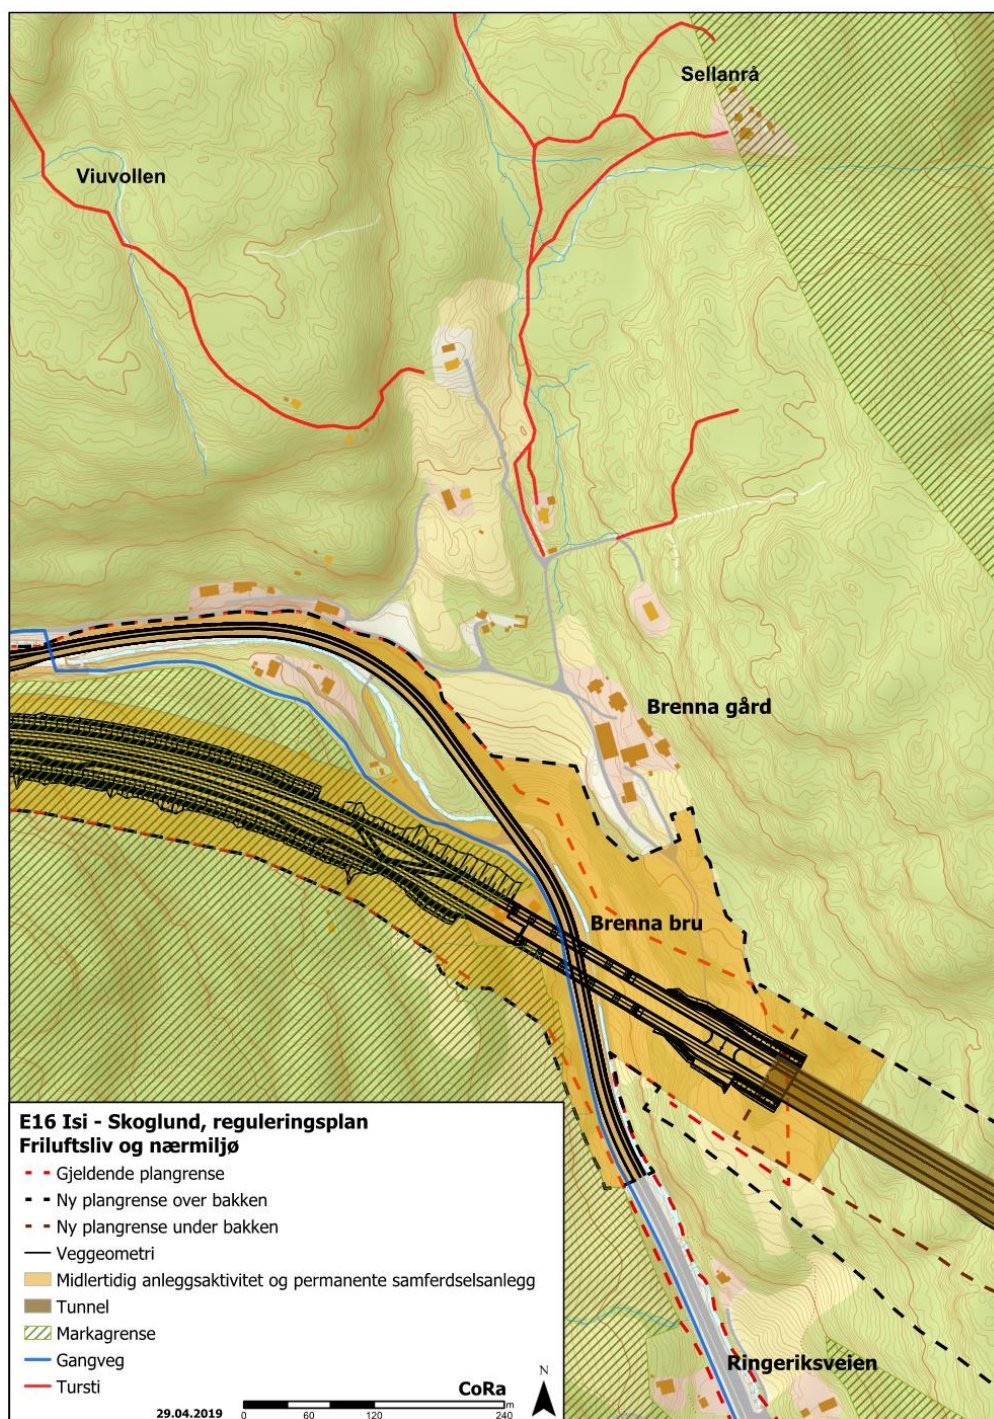 Sellanrå
Viuvollen
Brenna gård
Brenna bru
E16 Isi - Skoglund, reguleringsplan
Friluftsliv og nærmiljø
Gjeldende plangrense
Ny plangrense over bakken
Ny plangrense under bakken
Veggeometri
Midlertidig anleggsaktivitet og permanente samferdselsanlegg
Tunnel
Markagrense
Gangveg
Tursti
Ringeriksveien
CoRa
N
29.04.2019
0 60 120 240 m